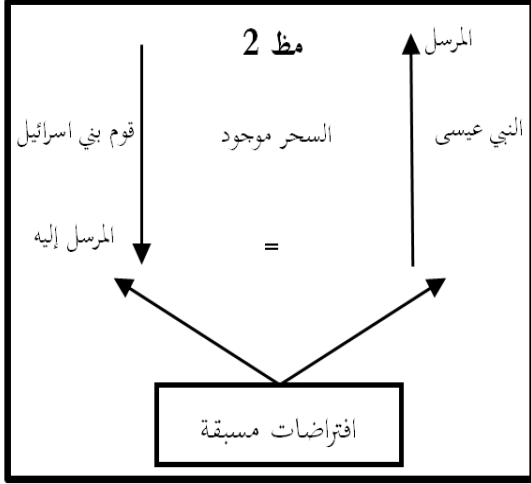 مظ 2
المرسل
النبي عيسى
السحر موجود
قوم بني اسرائيل
المرسل إليه
=
افتراضات مسبقة